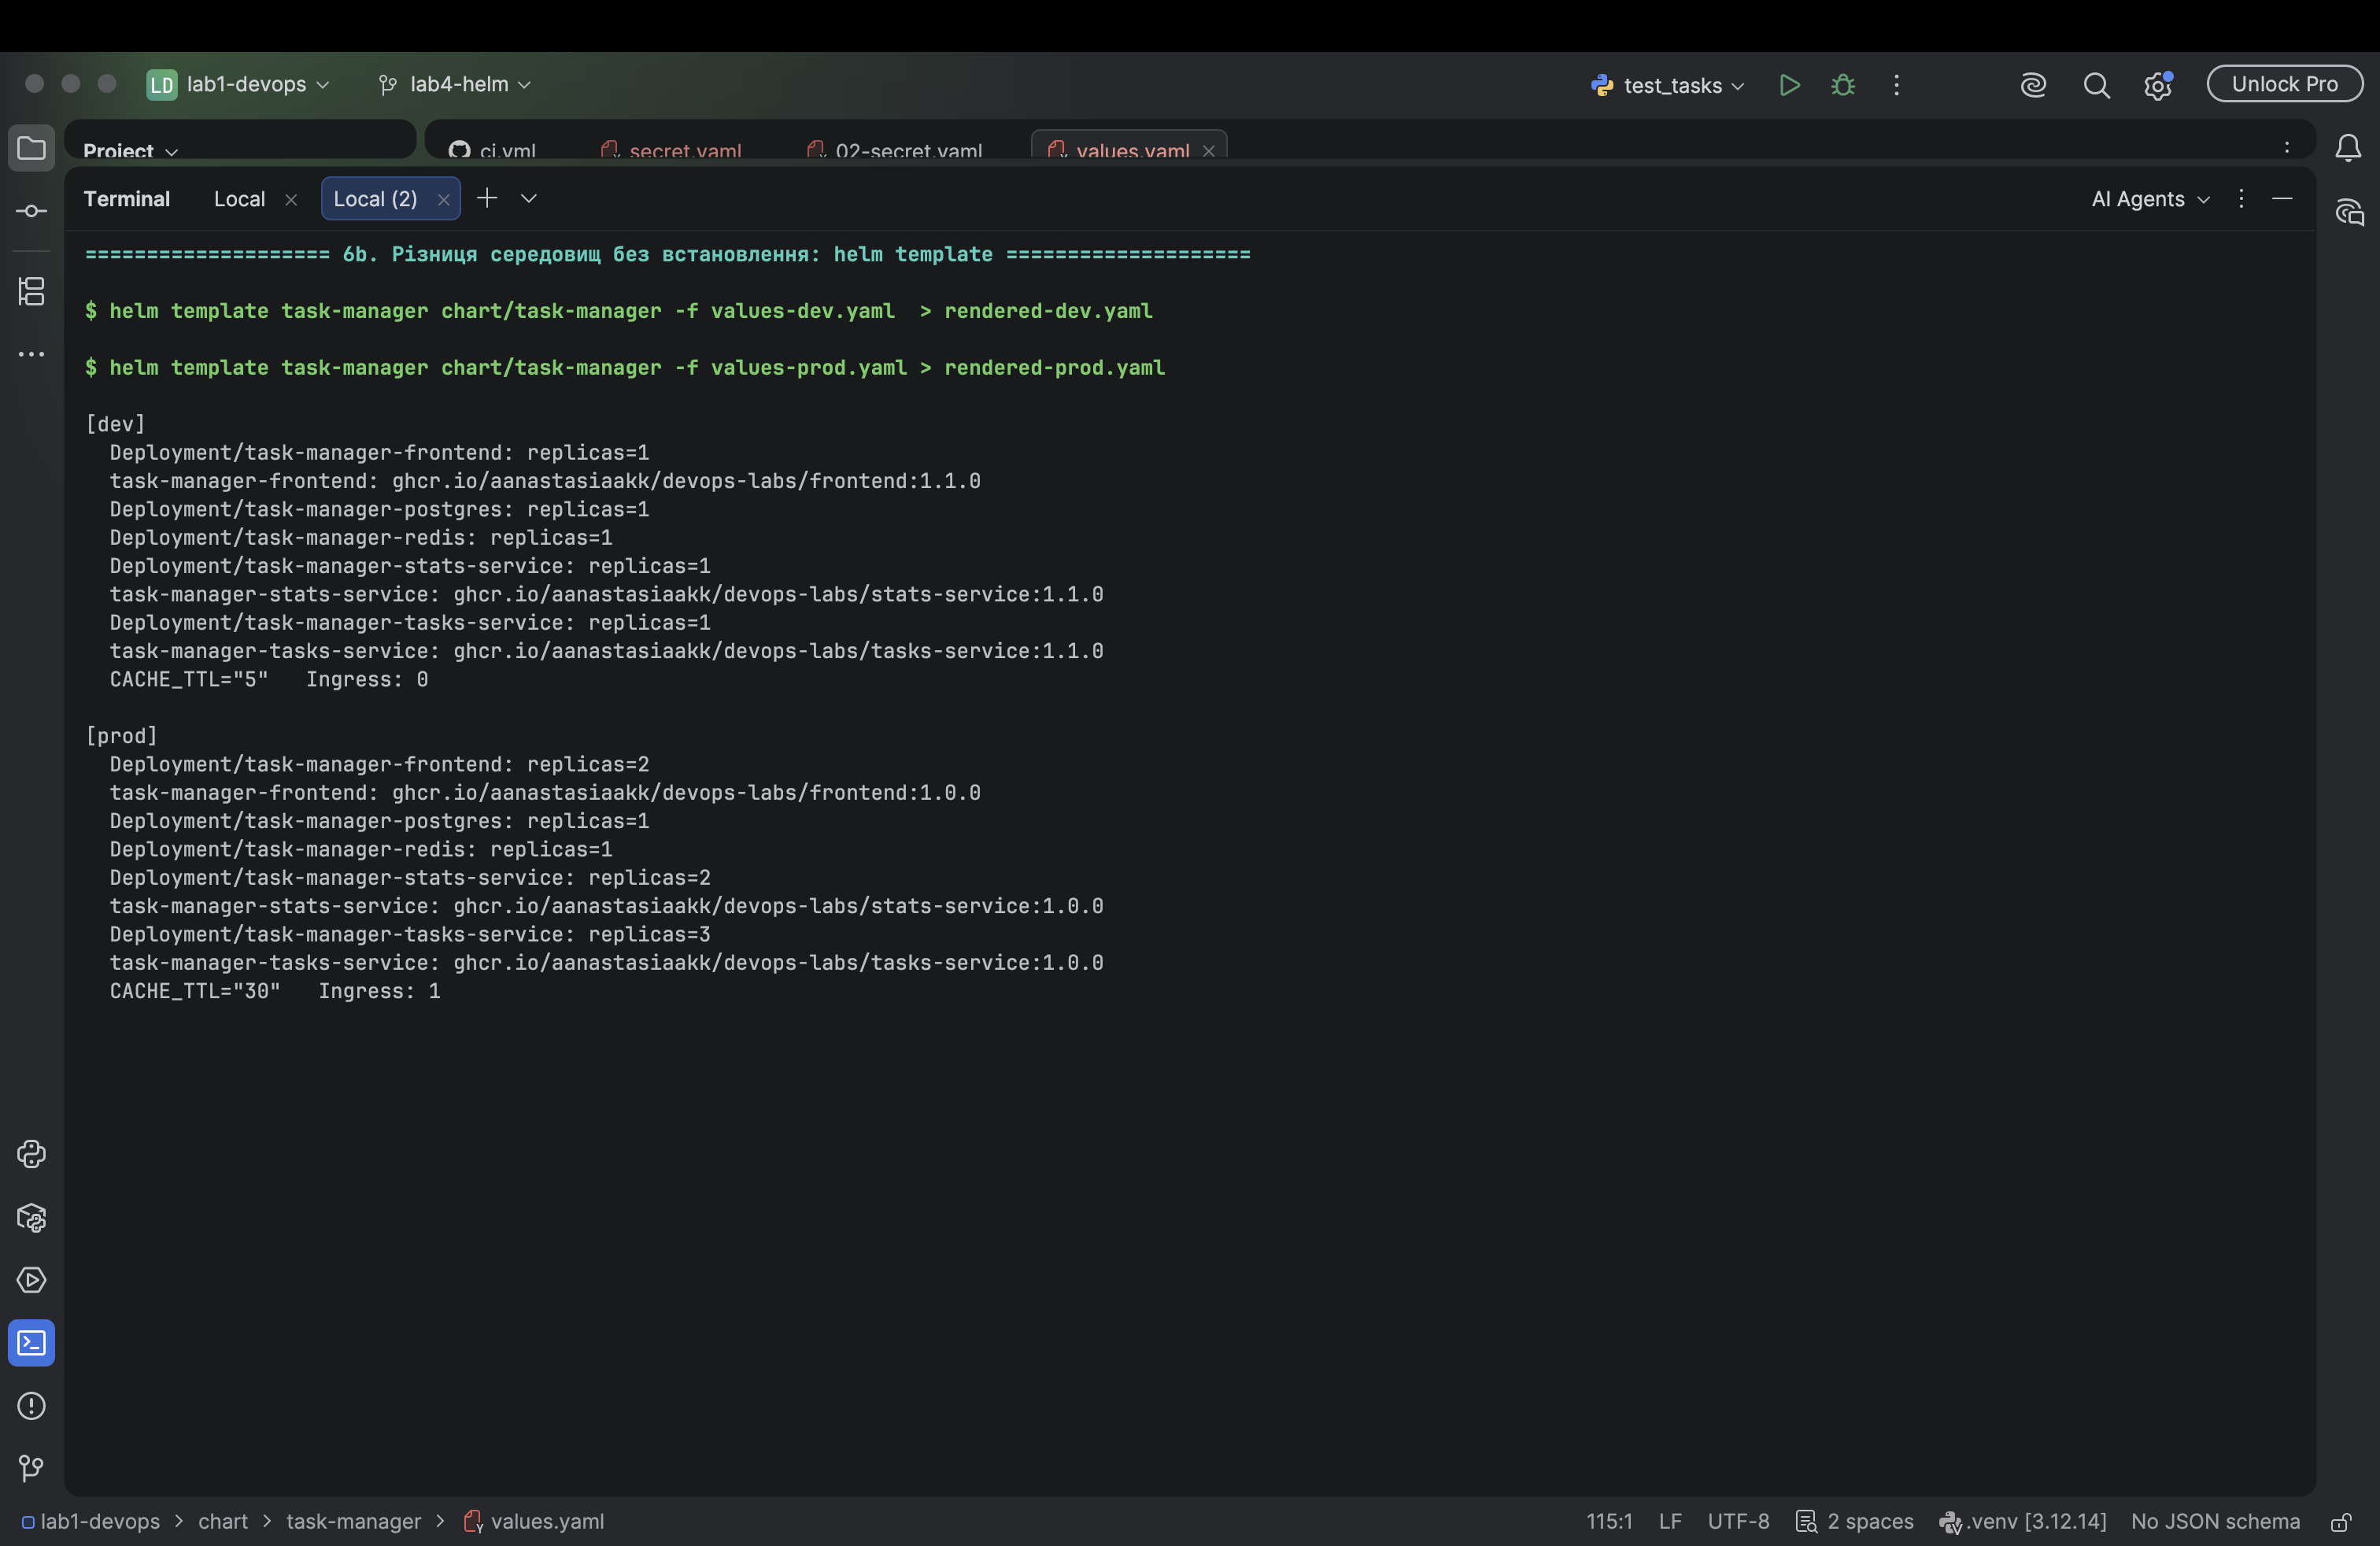 LD lab1-devops lab4-helm test_tasks Unlock Pro
Project ci.yml secret.yaml 02-secret.yaml values.yaml
Terminal Local Local (2) AI Agents
==================== 6b. Різниця середовищ без встановлення: helm template ====================
$ helm template task-manager chart/task-manager -f values-dev.yaml  > rendered-dev.yaml
$ helm template task-manager chart/task-manager -f values-prod.yaml > rendered-prod.yaml
[dev]
  Deployment/task-manager-frontend: replicas=1
  task-manager-frontend: ghcr.io/aanastasiaakk/devops-labs/frontend:1.1.0
  Deployment/task-manager-postgres: replicas=1
  Deployment/task-manager-redis: replicas=1
  Deployment/task-manager-stats-service: replicas=1
  task-manager-stats-service: ghcr.io/aanastasiaakk/devops-labs/stats-service:1.1.0
  Deployment/task-manager-tasks-service: replicas=1
  task-manager-tasks-service: ghcr.io/aanastasiaakk/devops-labs/tasks-service:1.1.0
  CACHE_TTL="5"   Ingress: 0
[prod]
  Deployment/task-manager-frontend: replicas=2
  task-manager-frontend: ghcr.io/aanastasiaakk/devops-labs/frontend:1.0.0
  Deployment/task-manager-postgres: replicas=1
  Deployment/task-manager-redis: replicas=1
  Deployment/task-manager-stats-service: replicas=2
  task-manager-stats-service: ghcr.io/aanastasiaakk/devops-labs/stats-service:1.0.0
  Deployment/task-manager-tasks-service: replicas=3
  task-manager-tasks-service: ghcr.io/aanastasiaakk/devops-labs/tasks-service:1.0.0
  CACHE_TTL="30"   Ingress: 1
lab1-devops > chart > task-manager > values.yaml 115:1 LF UTF-8 2 spaces .venv [3.12.14] No JSON schema